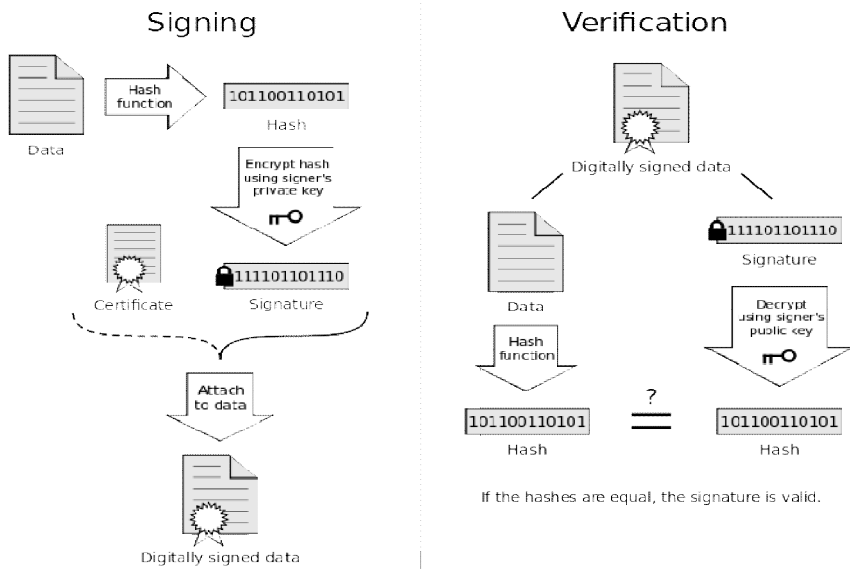 Signing
Hash
function
101100110101
Hash
Data
Encrypt hash
using signer's
private key
111101101110
Certificate
Signature
Attach
to data
Digitally signed data
Verification
Digitally signed data
Data
111101101110
Signature
Hash
function
Decrypt
using signer's
public key
101100110101
Hash
?
=
101100110101
Hash
If the hashes are equal, the signature is valid.